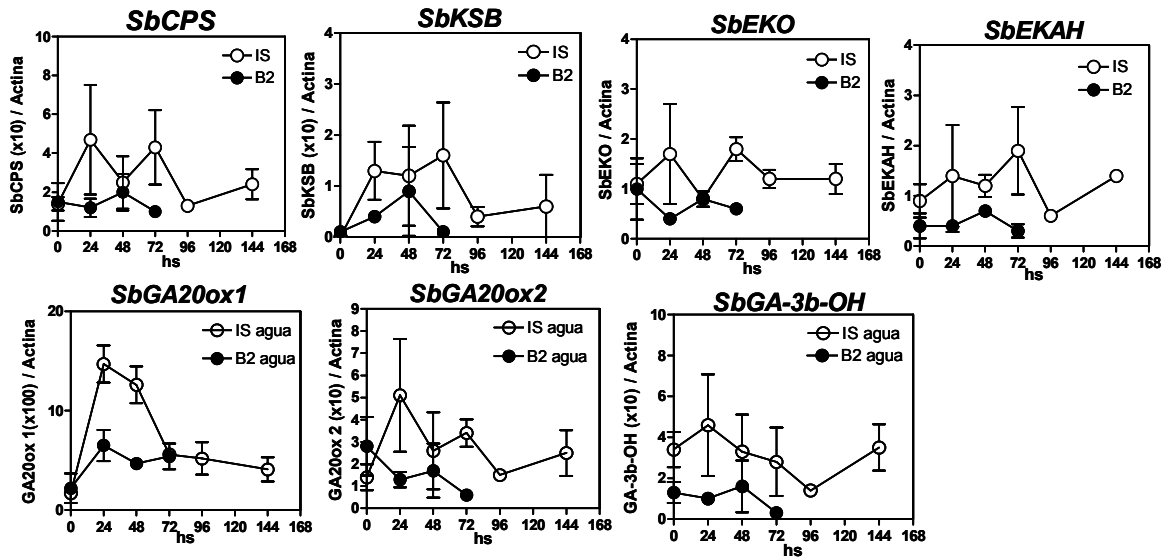 SbCPS
SbCPS (x10) / Actina
10
8
6
4
2
0
IS
B2
0 24 48 72 96 120 144 168
hs
SbKSB
SbKSB (x10) / Actina
4
3
2
1
0
IS
B2
0 24 48 72 96 120 144 168
hs
SbEKO
SbEKO / Actina
4
3
2
1
0
IS
B2
0 24 48 72 96 120 144 168
hs
SbEKAH
SbEKAH / Actina
4
3
2
1
0
IS
B2
0 24 48 72 96 120 144 168
hs
SbGA20ox1
GA20ox 1(x100) / Actina
20
10
0
IS agua
B2 agua
0 24 48 72 96 120 144 168
hs
SbGA20ox2
GA20ox 2 (x10) / Actina
9
8
7
6
5
4
3
2
1
0
IS agua
B2 agua
0 24 48 72 96 120 144 168
hs
SbGA-3b-OH
GA-3b-OH (x10) / Actina
10
8
6
4
2
0
IS agua
B2 agua
0 24 48 72 96 120 144 168
hs